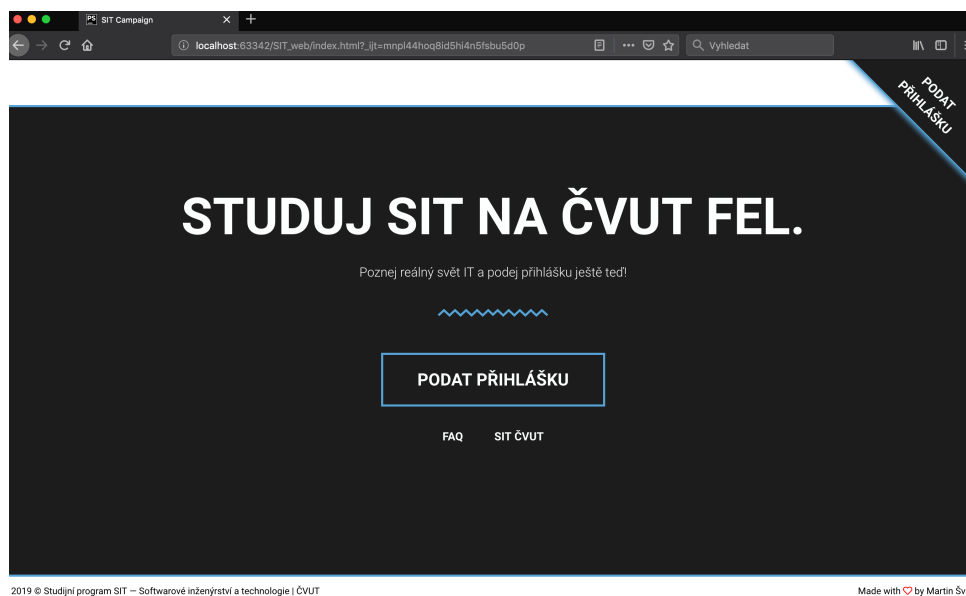 PS SIT Campaign
localhost:63342/SIT_web/index.html?_ijt=mnpl44hoq8id5hi4n5fsbu5d0p
Vyhledat
PODAT
PŘIHLÁŠKU
STUDUJ SIT NA ČVUT FEL.
Poznej reálný svět IT a podej přihlášku ještě teď!
PODAT PŘIHLÁŠKU
FAQ SIT ČVUT
2019 © Studijní program SIT — Softwarové inženýrství a technologie | ČVUT
Made with ♡ by Martin Šv